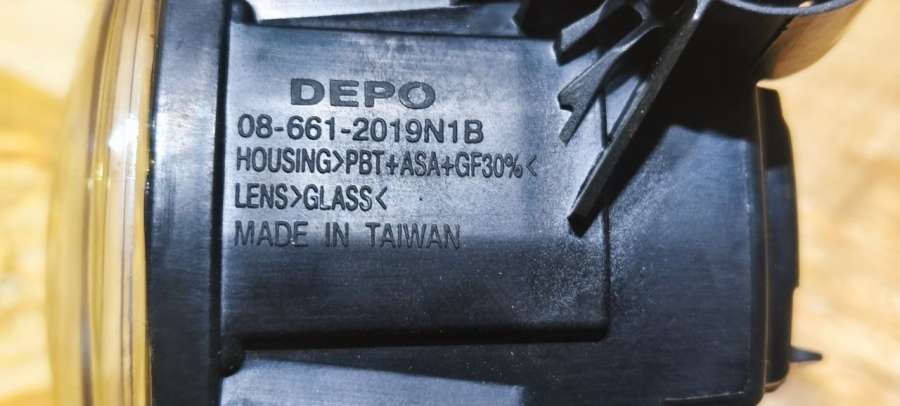 DEPO
08-661-2019N1B
HOUSING>PBT+ASA+GF30%<
LENS>GLASS<
MADE IN TAIWAN